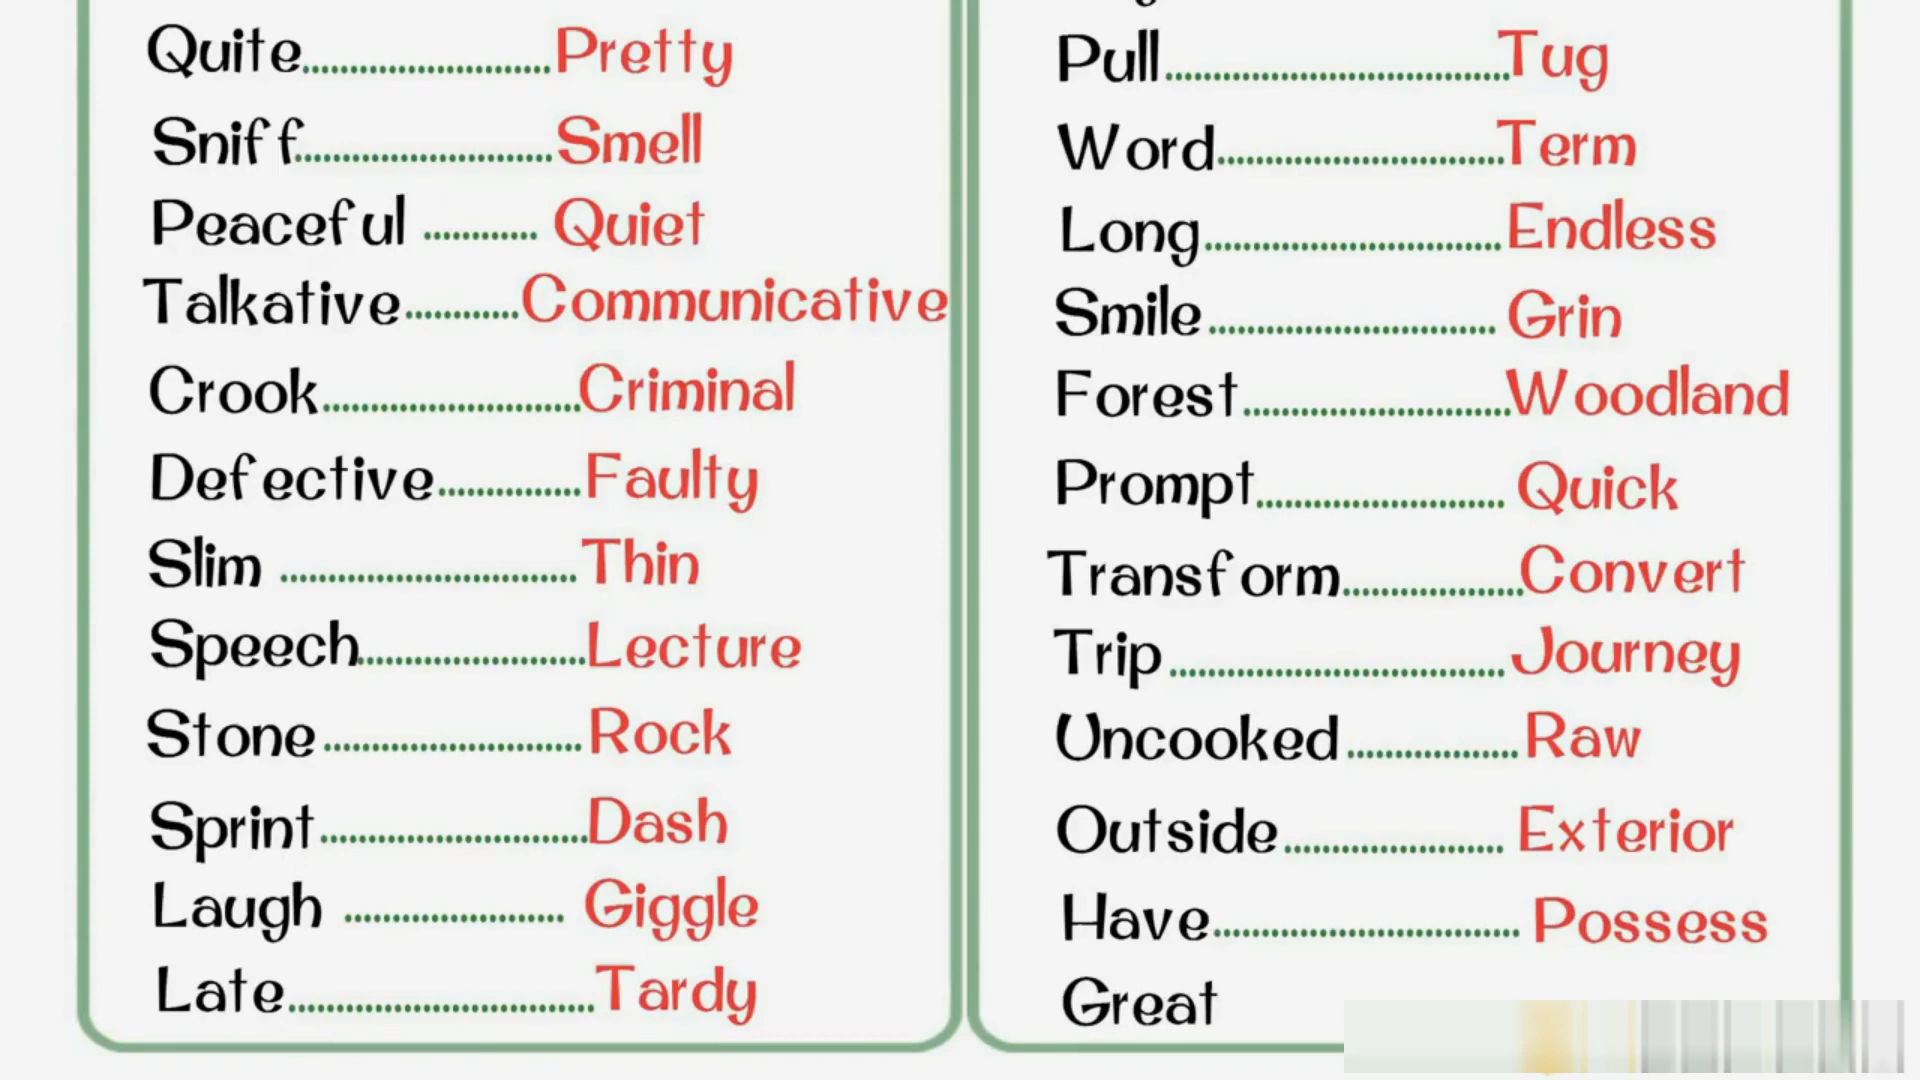 Quite........................Pretty
Sniff........................Smell
Peaceful ............ Quiet
Talkative............Communicative
Crook........................Criminal
Defective...............Faulty
Slim ..............................Thin
Speech........................Lecture
Stone ..........................Rock
Sprint...........................Dash
Laugh ....................... Giggle
Late...............................Tardy
Pull...................................Tug
Word..............................Term
Long..............................Endless
Smile ............................. Grin
Forest...........................Woodland
Prompt......................... Quick
Transform...................Convert
Trip ..................................Journey
Uncooked ..................Raw
Outside....................... Exterior
Have................................ Possess
Great